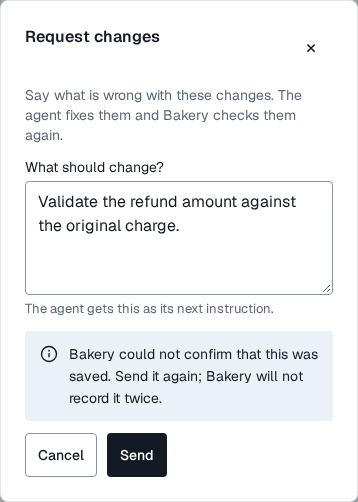 Request changes
Say what is wrong with these changes. The
agent fixes them and Bakery checks them
again.
What should change?
Validate the refund amount against
the original charge.
The agent gets this as its next instruction.
Bakery could not confirm that this was
saved. Send it again; Bakery will not
record it twice.
Cancel Send